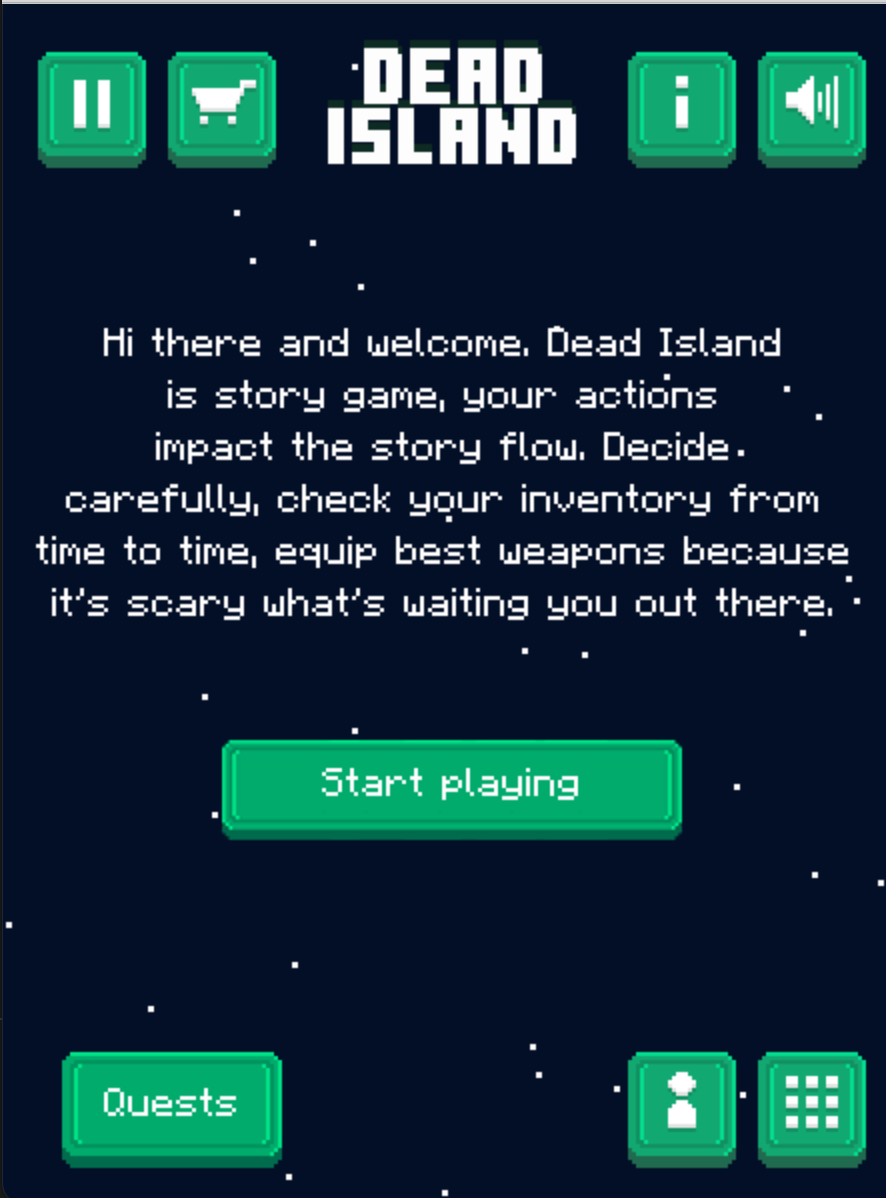 DEAD
ISLAND
Hi there and welcome. Dead Island
is story game, your actions
impact the story flow. Decide
carefully, check your inventory from
time to time, equip best weapons because
it's scary what's waiting you out there.
Start playing
Quests